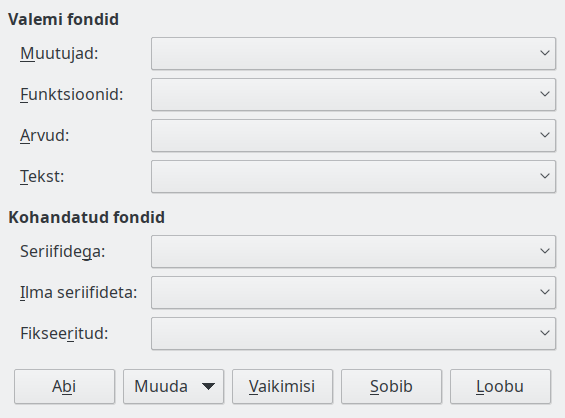 Valemi fondid
Muutujad:
Funktsioonid:
Arvud:
Tekst:
Kohandatud fondid
Seriifidega:
Ilma seriifideta:
Fikseeritud:
Abi Muuda Vaikimisi Sobib Loobu